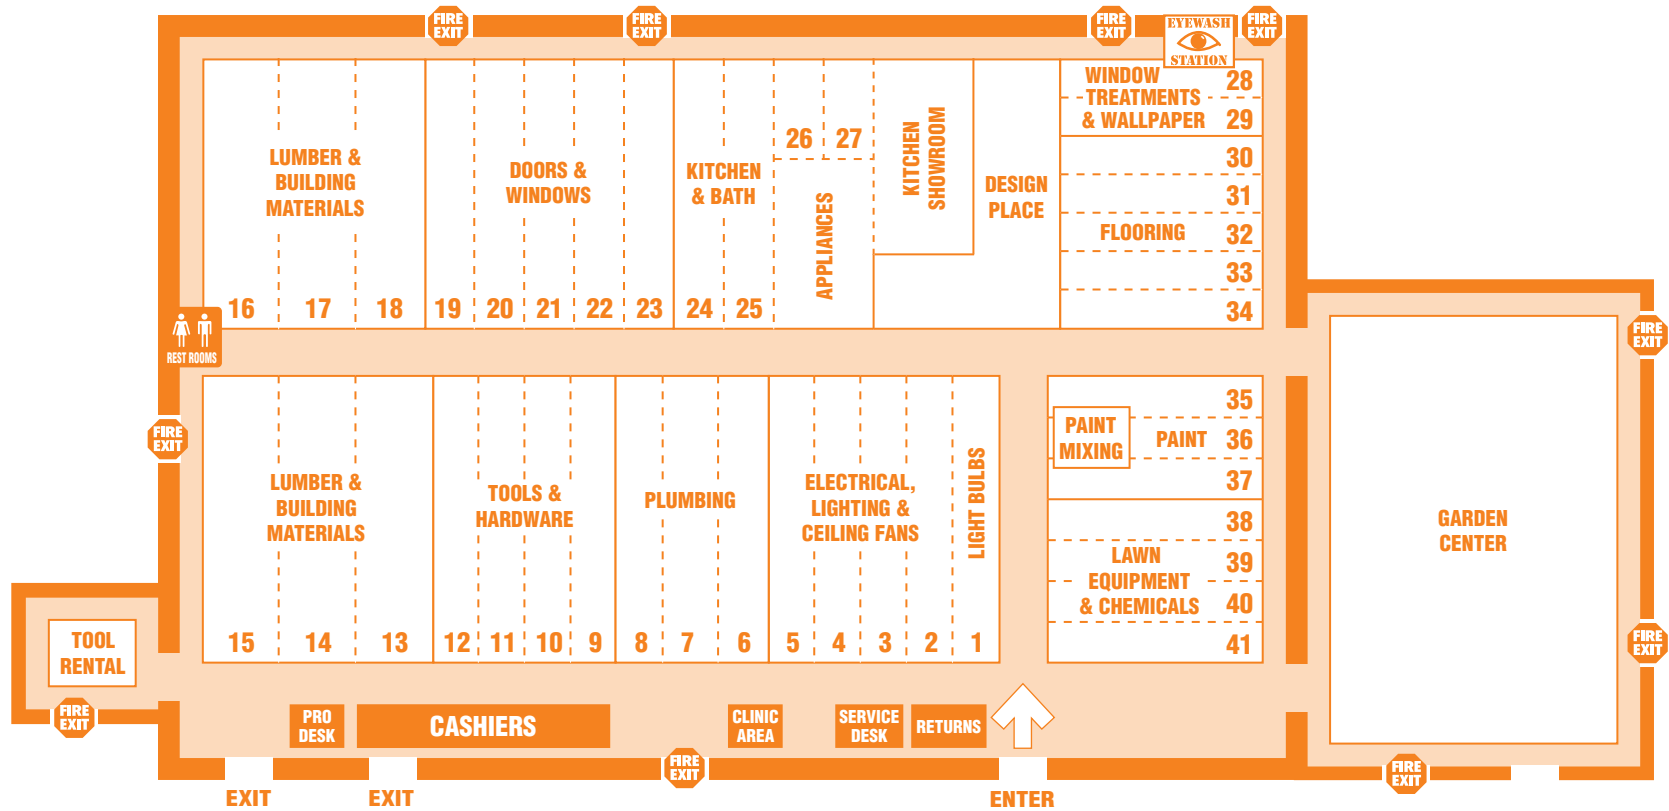 FIRE
EXIT
FIRE
EXIT
FIRE
EXIT
EYEWASH
STATION
FIRE
EXIT
LUMBER &
BUILDING
MATERIALS
16 17 18
DOORS &
WINDOWS
19 20 21 22 23
KITCHEN
& BATH
24 25
26 27
APPLIANCES
KITCHEN
SHOWROOM
DESIGN
PLACE
WINDOW
TREATMENTS
& WALLPAPER
28
29
30
31
FLOORING 32
33
34
REST ROOMS
FIRE
EXIT
FIRE
EXIT
LUMBER &
BUILDING
MATERIALS
15 14 13
TOOLS &
HARDWARE
12 11 10 9
PLUMBING
8 7 6
ELECTRICAL,
LIGHTING &
CEILING FANS
5 4 3 2 1
LIGHT BULBS
PAINT
MIXING
35
PAINT 36
37
38
LAWN
EQUIPMENT
& CHEMICALS
39
40
41
GARDEN
CENTER
TOOL
RENTAL
FIRE
EXIT
FIRE
EXIT
PRO
DESK
CASHIERS
CLINIC
AREA
SERVICE
DESK
RETURNS
FIRE
EXIT
FIRE
EXIT
EXIT
EXIT
ENTER